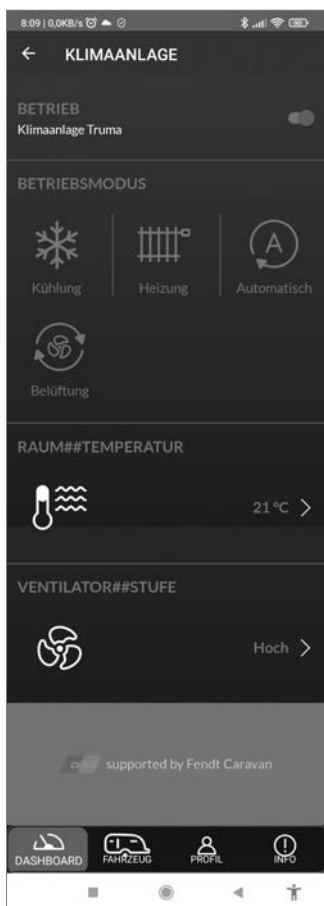 8:09 | 0,0KB/s
KLIMAANLAGE
BETRIEB
Klimaanlage Truma
BETRIEBSMODUS
A
Kühlung Heizung Automatisch
Belüftung
RAUM##TEMPERATUR
21 °C
VENTILATOR##STUFE
Hoch
supported by Fendt Caravan
DASHBOARD FAHRZEUG PROFIL INFO